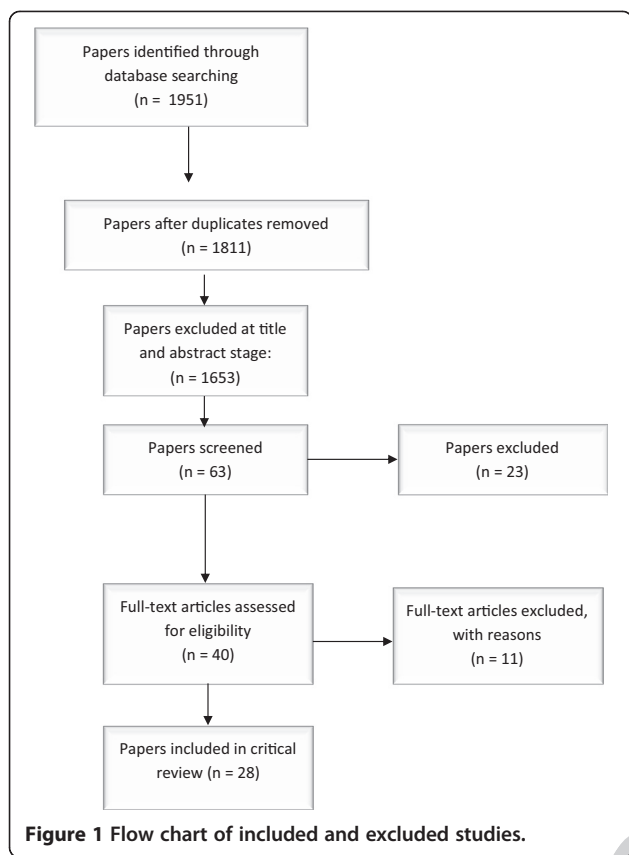 Papers identified through
database searching
(n = 1951)
Papers after duplicates removed
(n = 1811)
Papers excluded at title
and abstract stage:
(n = 1653)
Papers screened
(n = 63)
Papers excluded
(n = 23)
Full-text articles assessed
for eligibility
(n = 40)
Full-text articles excluded,
with reasons
(n = 11)
Papers included in critical
review (n = 28)
Figure 1 Flow chart of included and excluded studies.